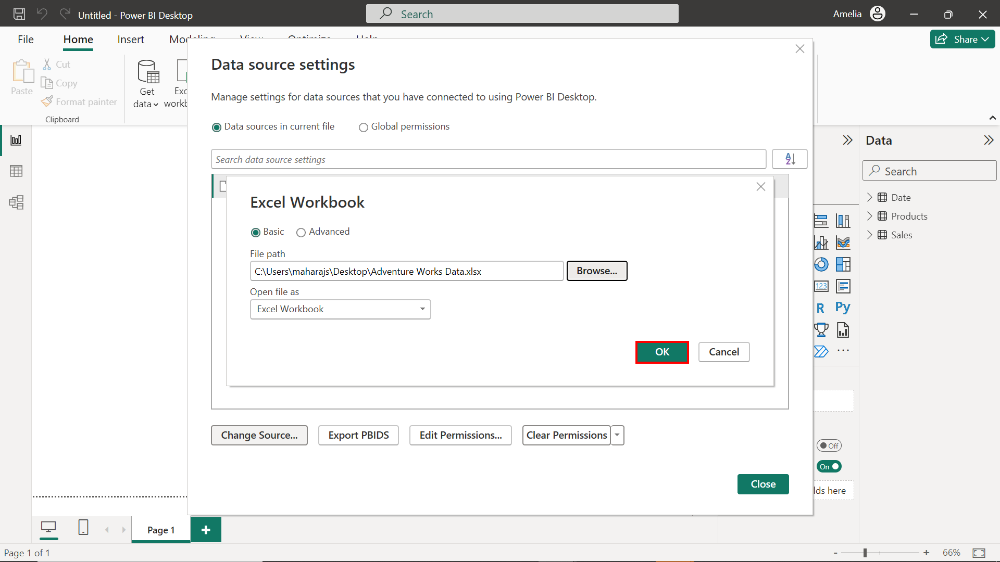 Untitled - Power BI Desktop
Search
Amelia
File
Home
Insert
Modeling
View
Optimize
Help
Share
Paste
Cut
Copy
Format painter
Clipboard
Get
data
Exc
workb
Data source settings
Manage settings for data sources that you have connected to using Power BI Desktop.
Data sources in current file
Global permissions
Search data source settings
A
Z
Excel Workbook
Basic
Advanced
File path
C:\Users\maharajs\Desktop\Adventure Works Data.xlsx
Browse...
Open file as
Excel Workbook
OK
Cancel
Change Source...
Export PBIDS
Edit Permissions...
Clear Permissions
Close
Data
Search
Date
Products
Sales
123
R
Py
...
Off
On
lds here
Page 1
+
Page 1 of 1
-
+
66%